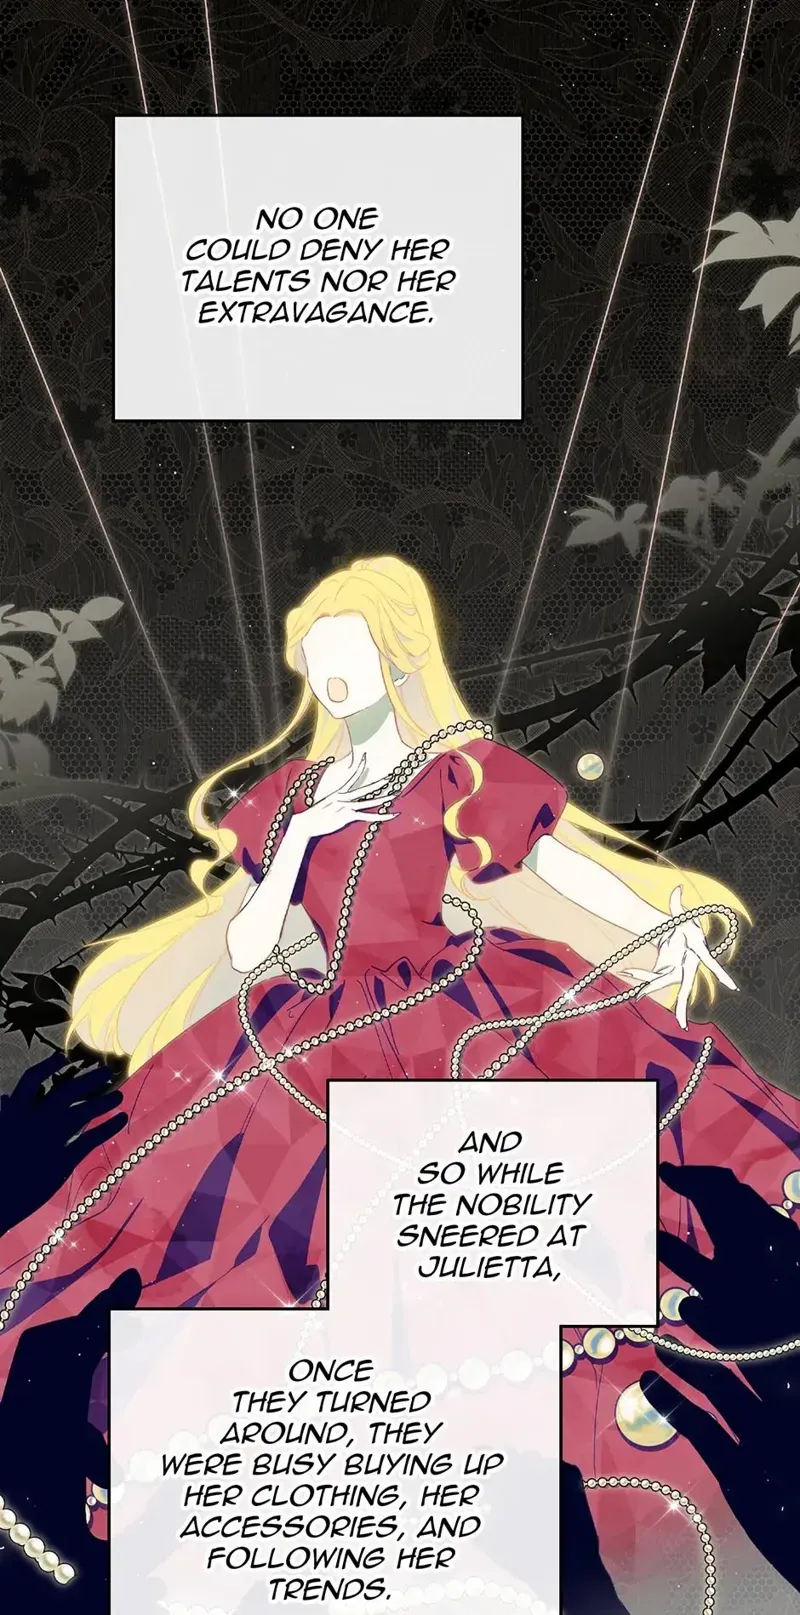 NO ONE
COULD DENY HER
TALENTS NOR HER
EXTRAVAGANCE.
AND
SO WHILE
THE NOBILITY
SNEERED AT
JULIETTA,
ONCE
THEY TURNED
AROUND, THEY
WERE BUSY BUYING UP
HER CLOTHING, HER
ACCESSORIES, AND
FOLLOWING HER
TRENDS.